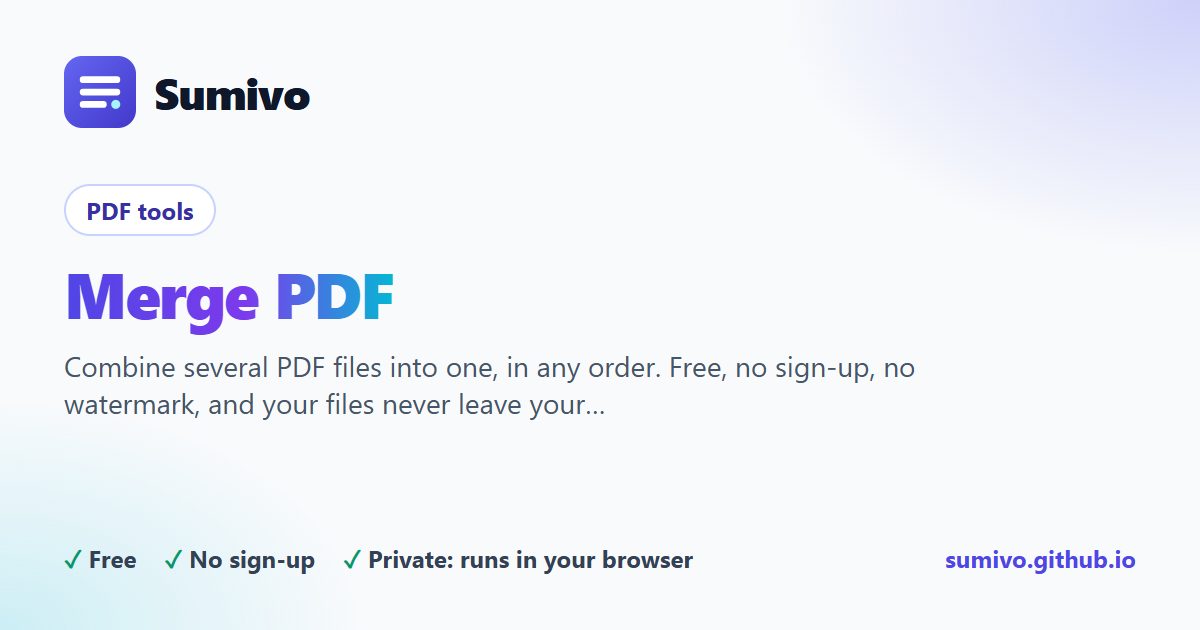 Sumivo
PDF tools
Merge PDF
Combine several PDF files into one, in any order. Free, no sign-up, no
watermark, and your files never leave your...
✓ Free ✓ No sign-up ✓ Private: runs in your browser sumivo.github.io